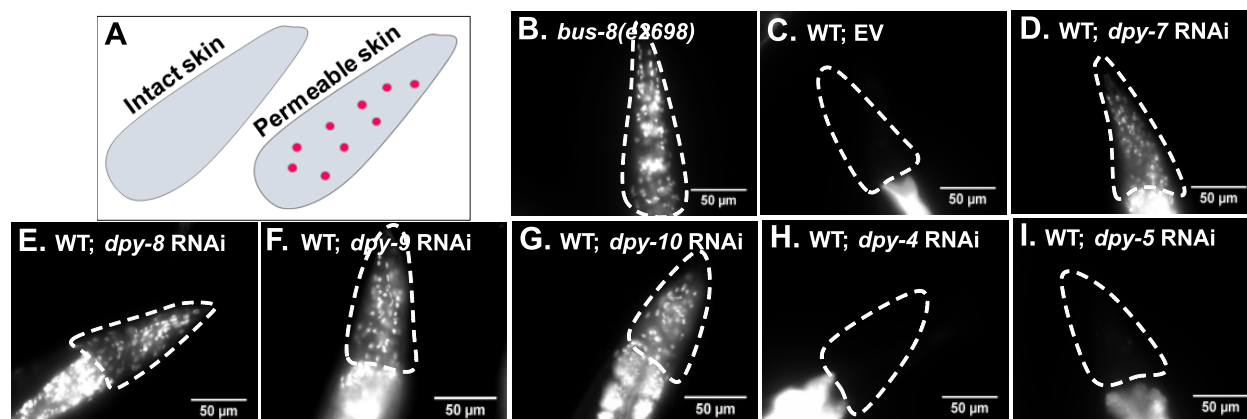 A
Intact skin
Permeable skin
B. bus-8(e2698)
50 µm
C. WT; EV
50 µm
D. WT; dpy-7 RNAi
50 µm
E. WT; dpy-8 RNAi
50 µm
F. WT; dpy-9 RNAi
50 µm
G. WT; dpy-10 RNAi
50 µm
H. WT; dpy-4 RNAi
50 µm
I. WT; dpy-5 RNAi
50 µm